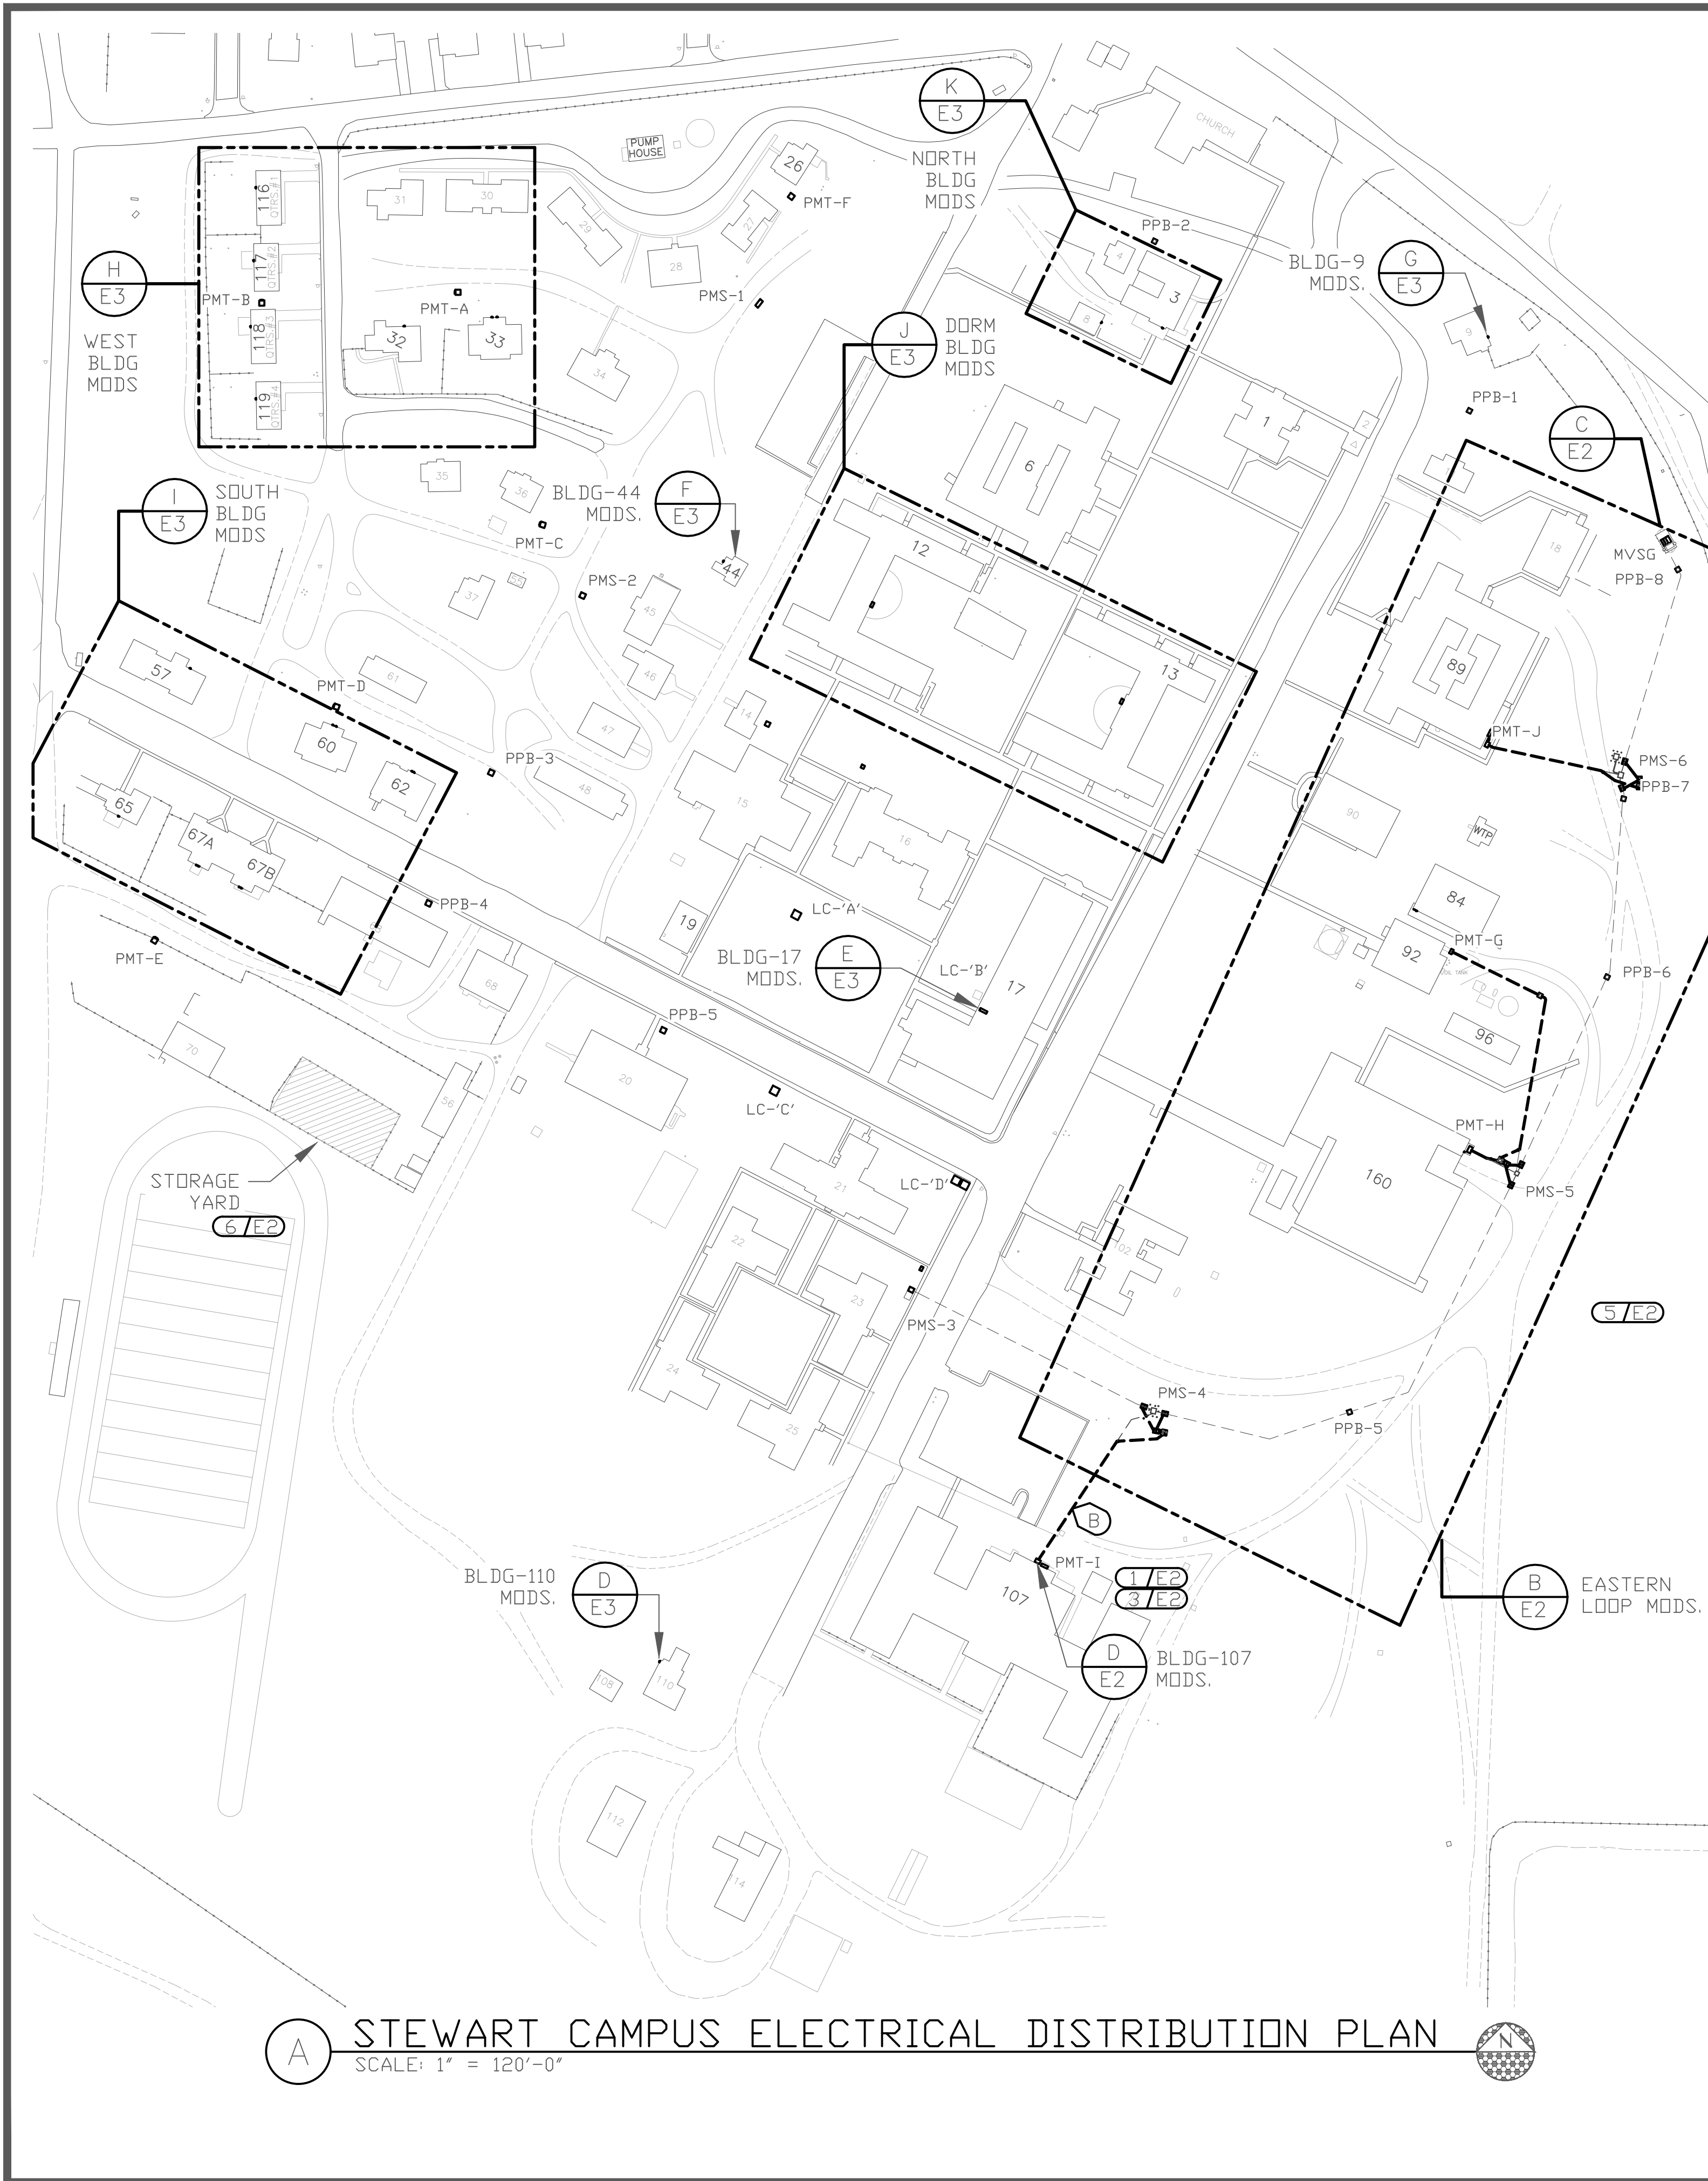 K
E3
CHURCH
PUMP
HOUSE
NORTH
BLDG
MODS
26
PMT-F
27
116
QTRS.#1
31
30
29
PPB-2
4
3
8
BLDG-9
MODS.
G
E3
9
H
E3
117
QTRS.#2
28
PMS-1
PMT-B
PMT-A
118
QTRS.#3
WEST
BLDG
MODS
32
33
34
J
E3
DORM
BLDG
MODS
119
QTRS.#4
PPB-1
C
E2
1
2
6
35
36
I
E3
SOUTH
BLDG
MODS
BLDG-44
MODS.
F
E3
PMT-C
44
12
18
MVSG
PPB-8
PMS-2
37
55
45
46
57
61
PMT-D
60
13
89
14
47
PMT-J
PMS-6
PPB-7
PPB-3
62
48
65
67A
67B
15
16
90
WTP
84
PPB-4
19
LC-'A'
PMT-E
BLDG-17
MODS.
E
E3
LC-'B'
17
PMT-G
92
OIL TANK
PPB-6
68
PPB-5
96
70
56
20
LC-'C'
PMT-H
160
PMS-5
STORAGE
YARD
6/E2
21
LC-'D'
22
102
23
PMS-3
5/E2
24
25
PMS-4
PPB-5
B
BLDG-110
MODS.
D
E3
PMT-I
1/E2
3/E2
107
B
E2
EASTERN
LOOP MODS.
D
E2
BLDG-107
MODS.
108
110
112
114
A
STEWART CAMPUS ELECTRICAL DISTRIBUTION PLAN
SCALE: 1" = 120'-0"
N